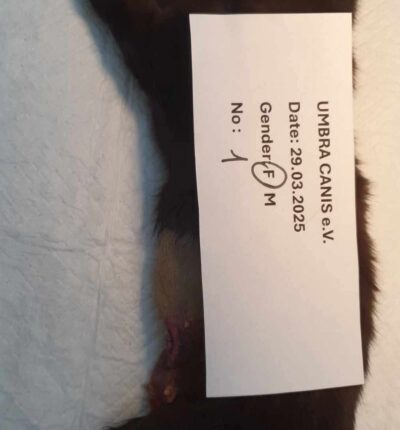 UMBRA CANIS e.V.
Date: 29.03.2025
Gender: F M
No: 1